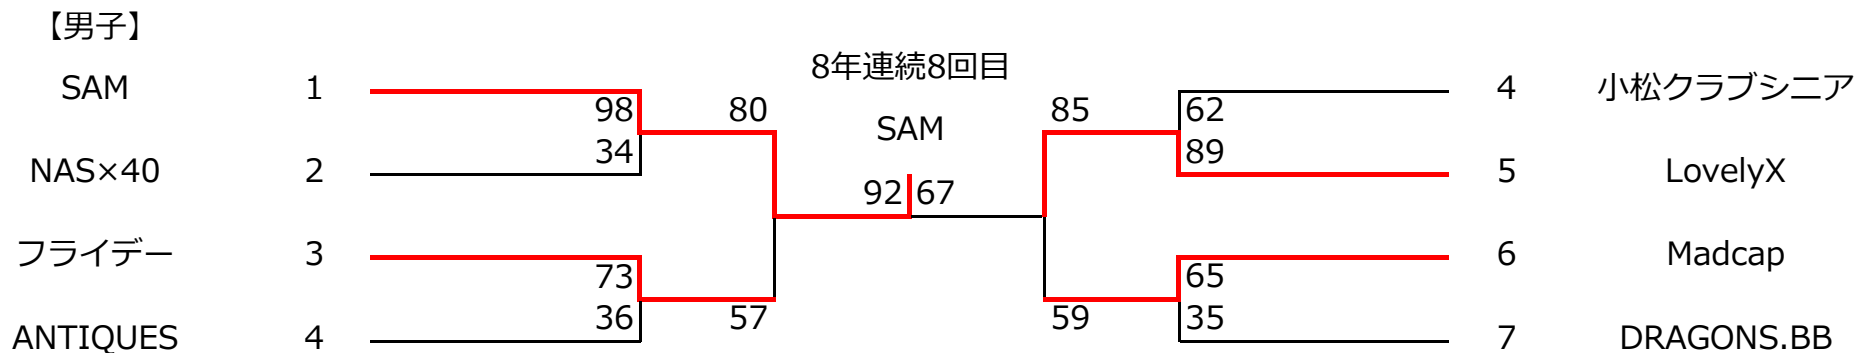 【男子】
8年連続8回目
SAM 1 4 小松クラブシニア
98 80 85 62
SAM
34 89
NAS×40 2 5 LovelyX
92 67
フライデー 3 6 Madcap
73 65
36 57 59 35
ANTIQUES 4 7 DRAGONS.BB